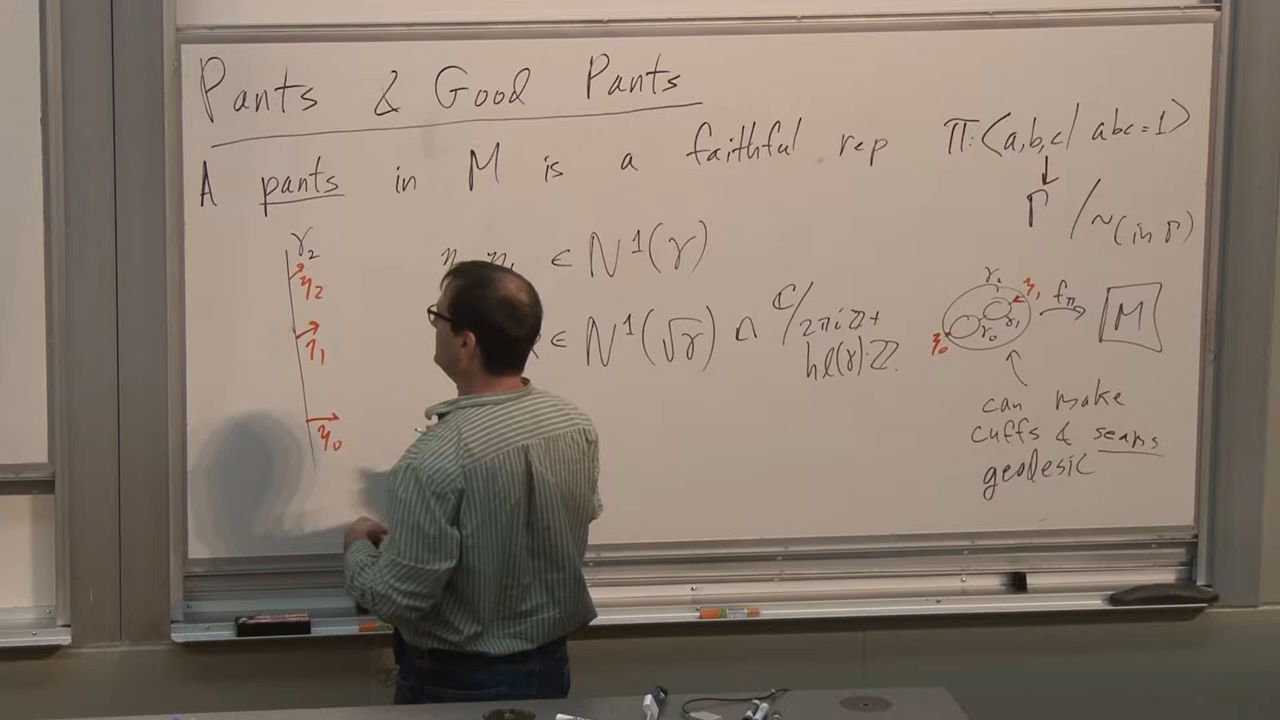 Pants & Good Pants
A pants in M is a faithful rep Π: ⟨a,b,c | abc=1⟩
↓
Γ /~(in Γ)
γ₂
η₂
η₁
η₀
∈ N¹(γ)
∈ N¹(√γ)
ℂ/2πiℤ+
hl(γ)ℤ.
γ₂
η₁
γ₁
γ₀
η₀
f_π
→
M
can make
cuffs & seams
geodesic